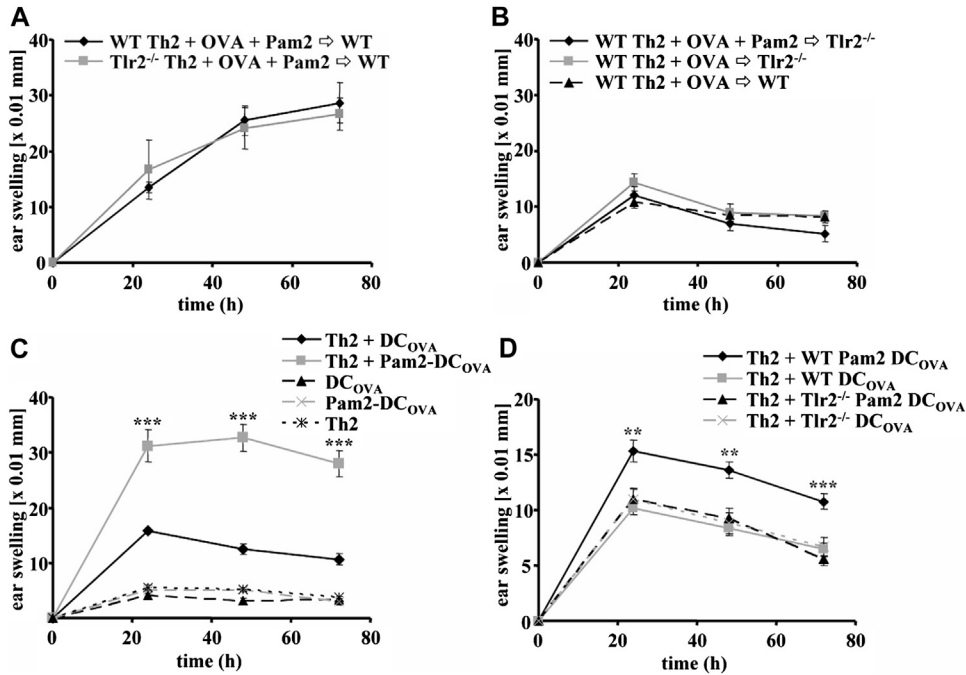 A
WT Th2 + OVA + Pam2 ⇨ WT
Tlr2-/- Th2 + OVA + Pam2 ⇨ WT
ear swelling [x 0.01 mm]
40
30
20
10
0
0 20 40 60 80
time (h)
B
WT Th2 + OVA + Pam2 ⇨ Tlr2-/-
WT Th2 + OVA ⇨ Tlr2-/-
WT Th2 + OVA ⇨ WT
ear swelling [x 0.01 mm]
40
30
20
10
0
0 20 40 60 80
time (h)
C
Th2 + DCOVA
Th2 + Pam2-DCOVA
DCOVA
Pam2-DCOVA
Th2
ear swelling [x 0.01 mm]
40
30
20
10
*** *** ***
0 20 40 60 80
time (h)
D
Th2 + WT Pam2 DCOVA
Th2 + WT DCOVA
Th2 + Tlr2-/- Pam2 DCOVA
Th2 + Tlr2-/- DCOVA
ear swelling [x 0.01 mm]
20
15
10
5
0
** ** ***
0 20 40 60 80
time (h)